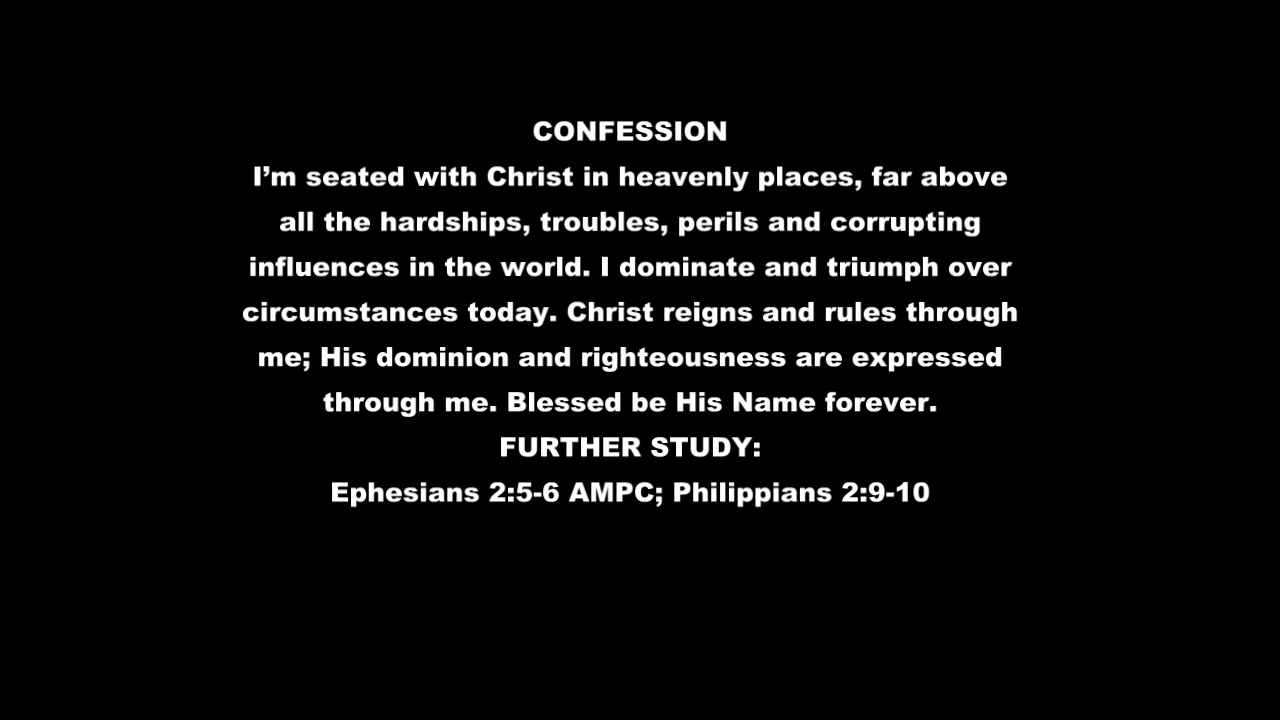 CONFESSION
I’m seated with Christ in heavenly places, far above
all the hardships, troubles, perils and corrupting
influences in the world. I dominate and triumph over
circumstances today. Christ reigns and rules through
me; His dominion and righteousness are expressed
through me. Blessed be His Name forever.
FURTHER STUDY:
Ephesians 2:5-6 AMPC; Philippians 2:9-10